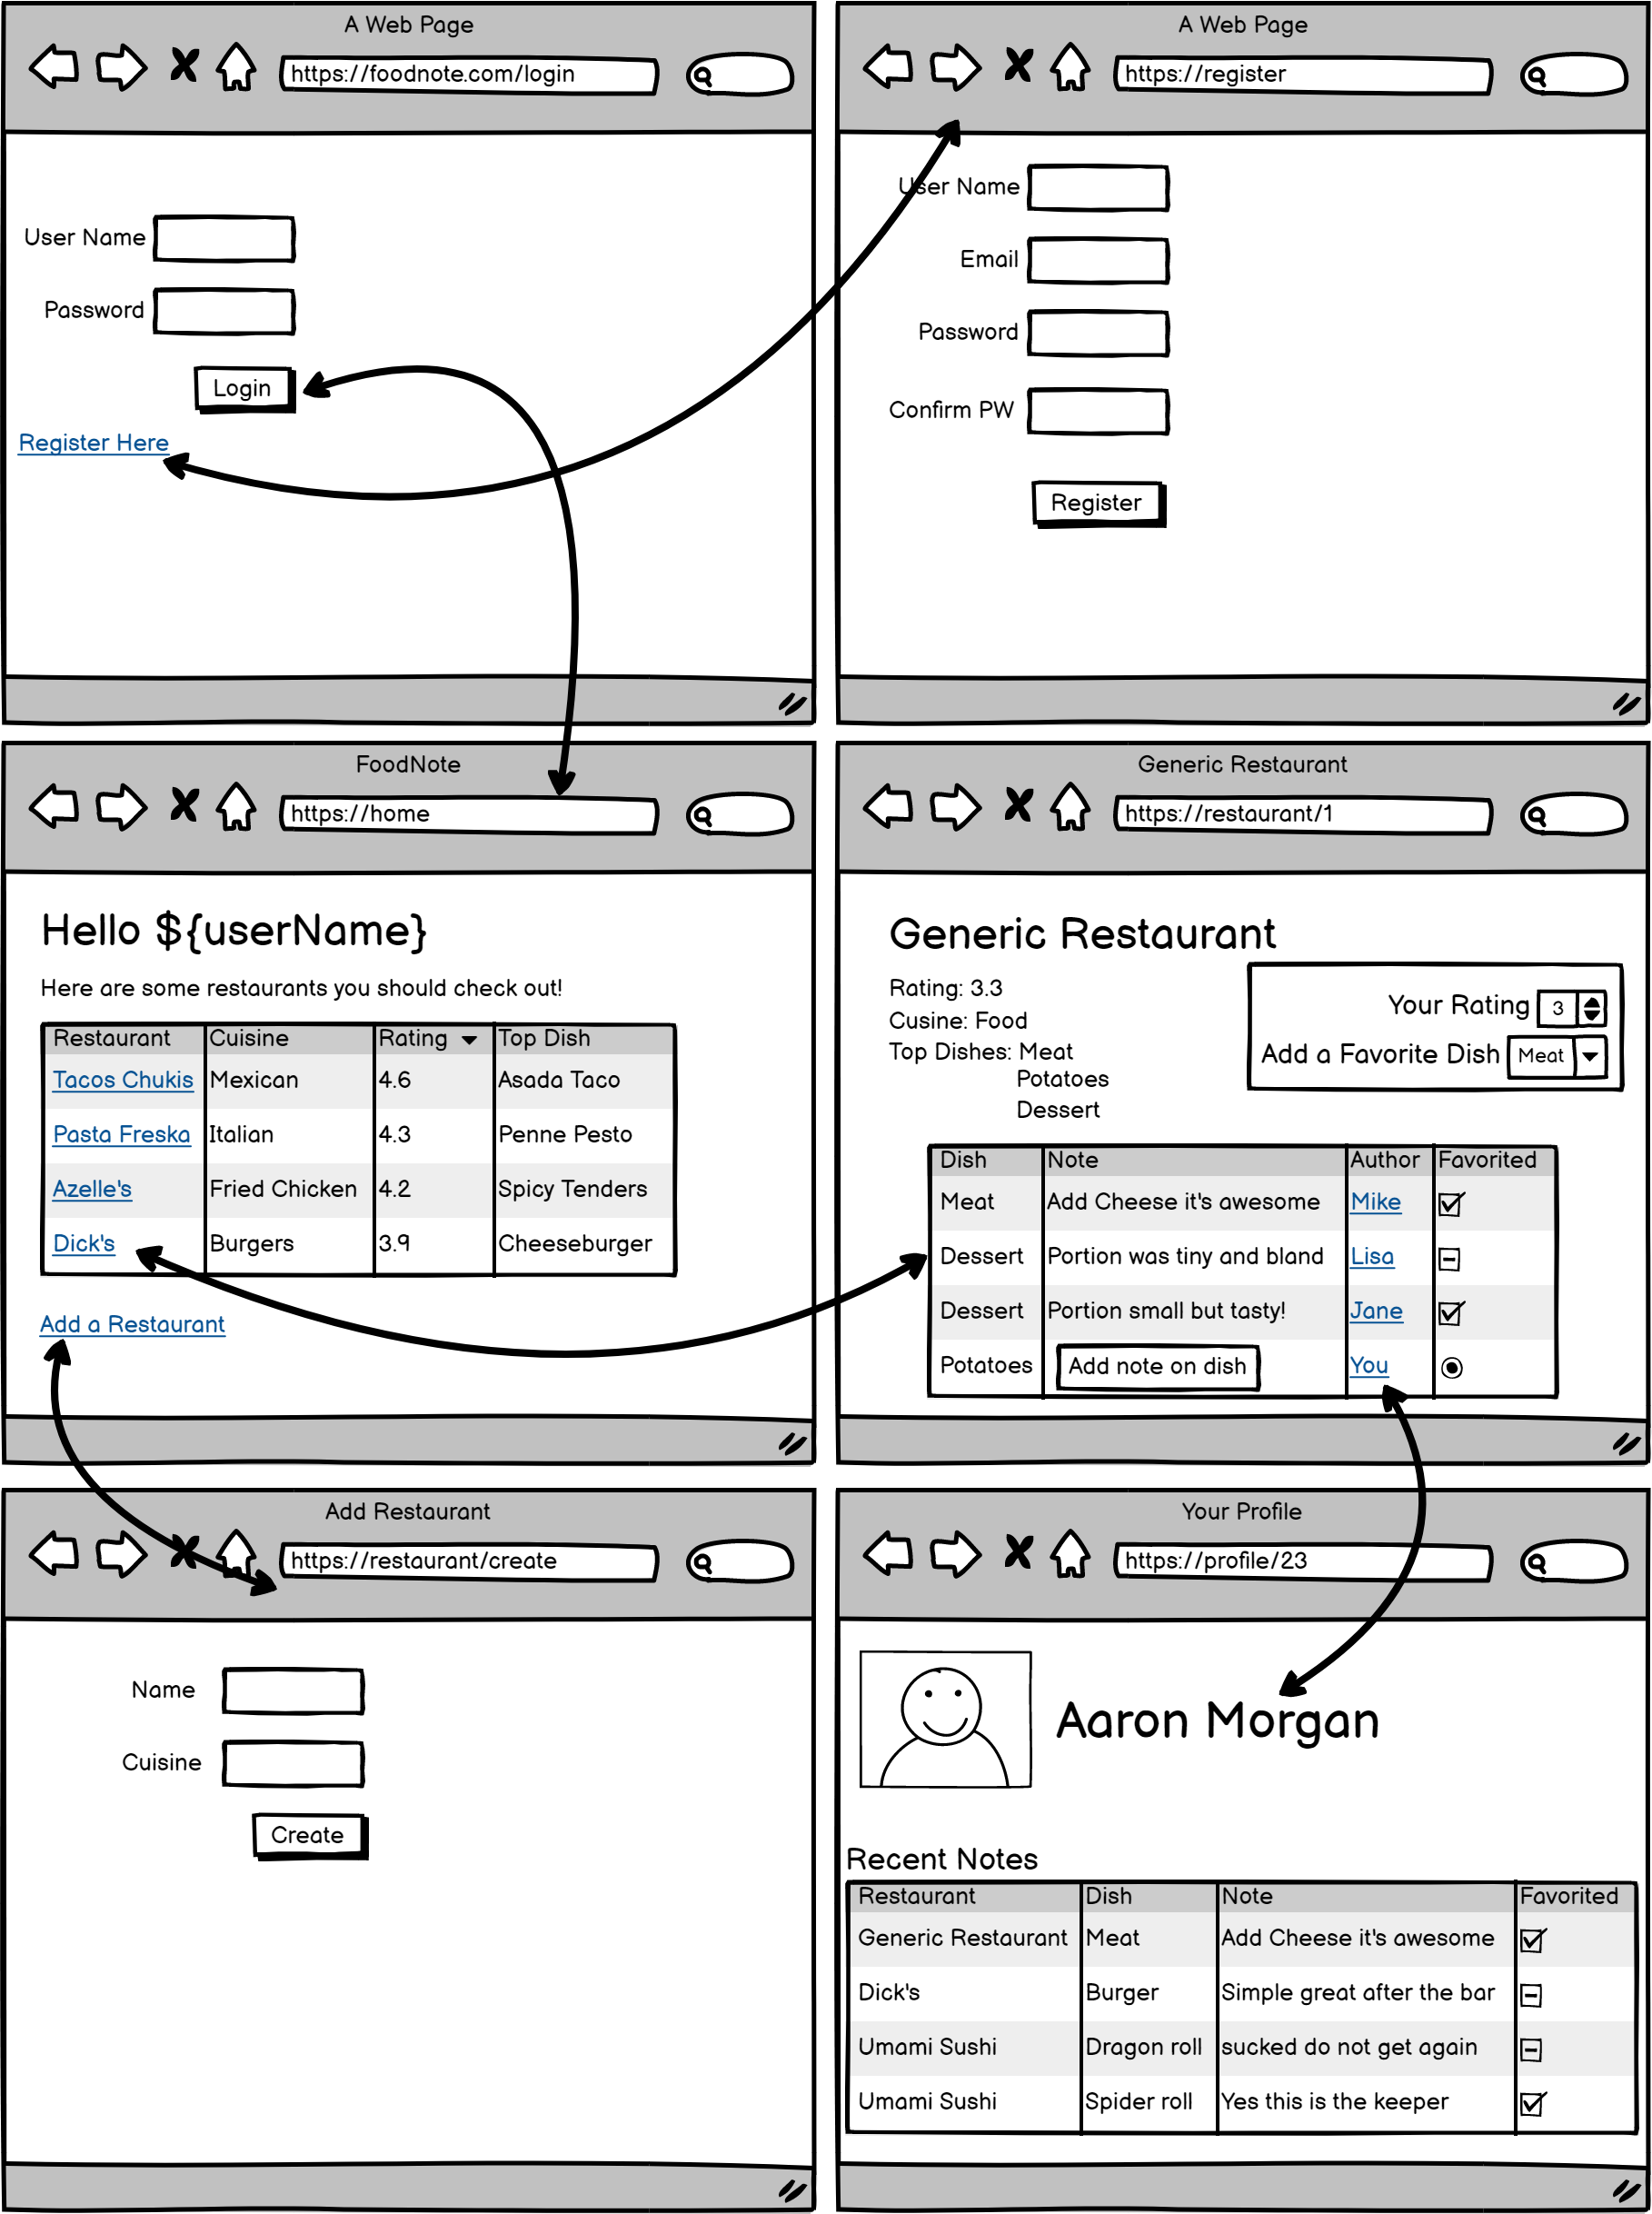 A Web Page
https://foodnote.com/login
User Name
Password
Login
Register Here
A Web Page
https://register
User Name
Email
Password
Confirm PW
Register
FoodNote
https://home
Hello ${userName}
Here are some restaurants you should check out!
Restaurant Cuisine Rating Top Dish
Tacos Chukis Mexican 4.6 Asada Taco
Pasta Freska Italian 4.3 Penne Pesto
Azelle's Fried Chicken 4.2 Spicy Tenders
Dick's Burgers 3.9 Cheeseburger
Add a Restaurant
Generic Restaurant
https://restaurant/1
Generic Restaurant
Rating: 3.3
Cusine: Food
Top Dishes: Meat
Potatoes
Dessert
Your Rating 3
Add a Favorite Dish Meat
Dish Note Author Favorited
Meat Add Cheese it's awesome Mike
Dessert Portion was tiny and bland Lisa
Dessert Portion small but tasty! Jane
Potatoes Add note on dish You
Add Restaurant
https://restaurant/create
Name
Cuisine
Create
Your Profile
https://profile/23
Aaron Morgan
Recent Notes
Restaurant Dish Note Favorited
Generic Restaurant Meat Add Cheese it's awesome
Dick's Burger Simple great after the bar
Umami Sushi Dragon roll sucked do not get again
Umami Sushi Spider roll Yes this is the keeper